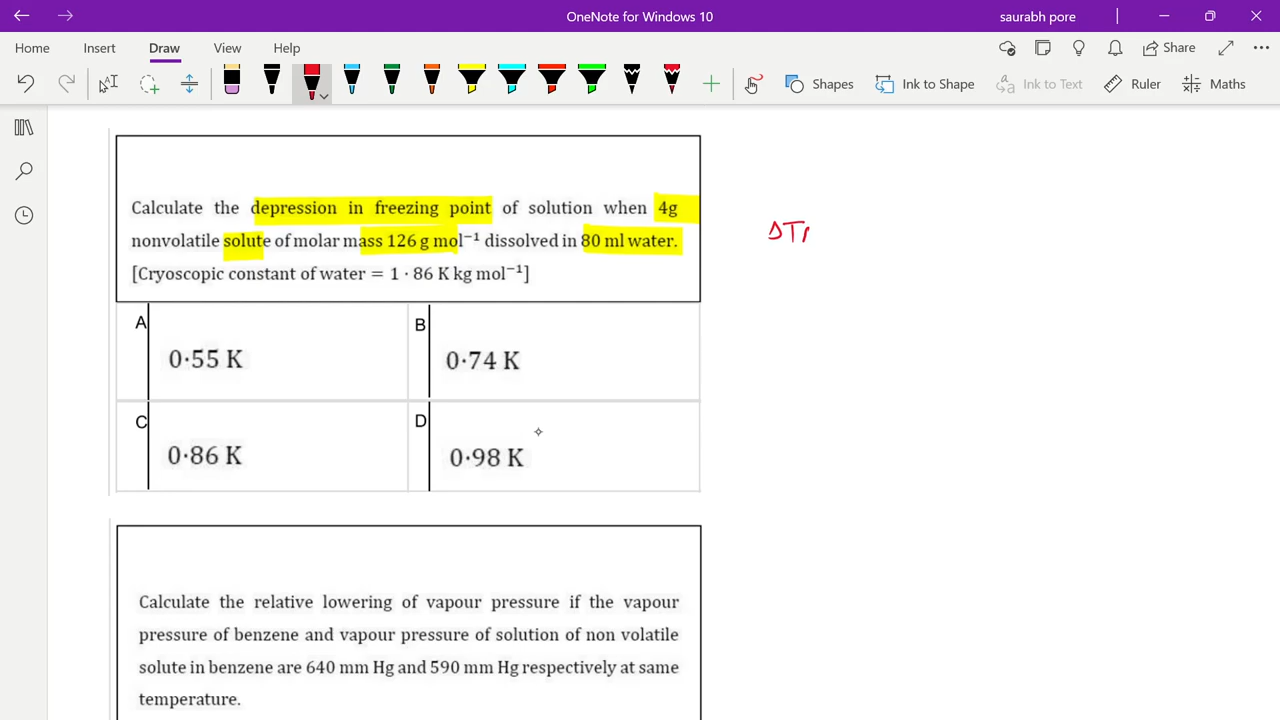 OneNote for Windows 10
saurabh pore
Home Insert Draw View Help
Share
Shapes Ink to Shape Ink to Text Ruler Maths
Calculate the depression in freezing point of solution when 4g
nonvolatile solute of molar mass 126 g mol⁻¹ dissolved in 80 ml water.
[Cryoscopic constant of water = 1 · 86 K kg mol⁻¹]
ΔT
A
0·55 K
B
0·74 K
C
0·86 K
D
0·98 K
Calculate the relative lowering of vapour pressure if the vapour
pressure of benzene and vapour pressure of solution of non volatile
solute in benzene are 640 mm Hg and 590 mm Hg respectively at same
temperature.